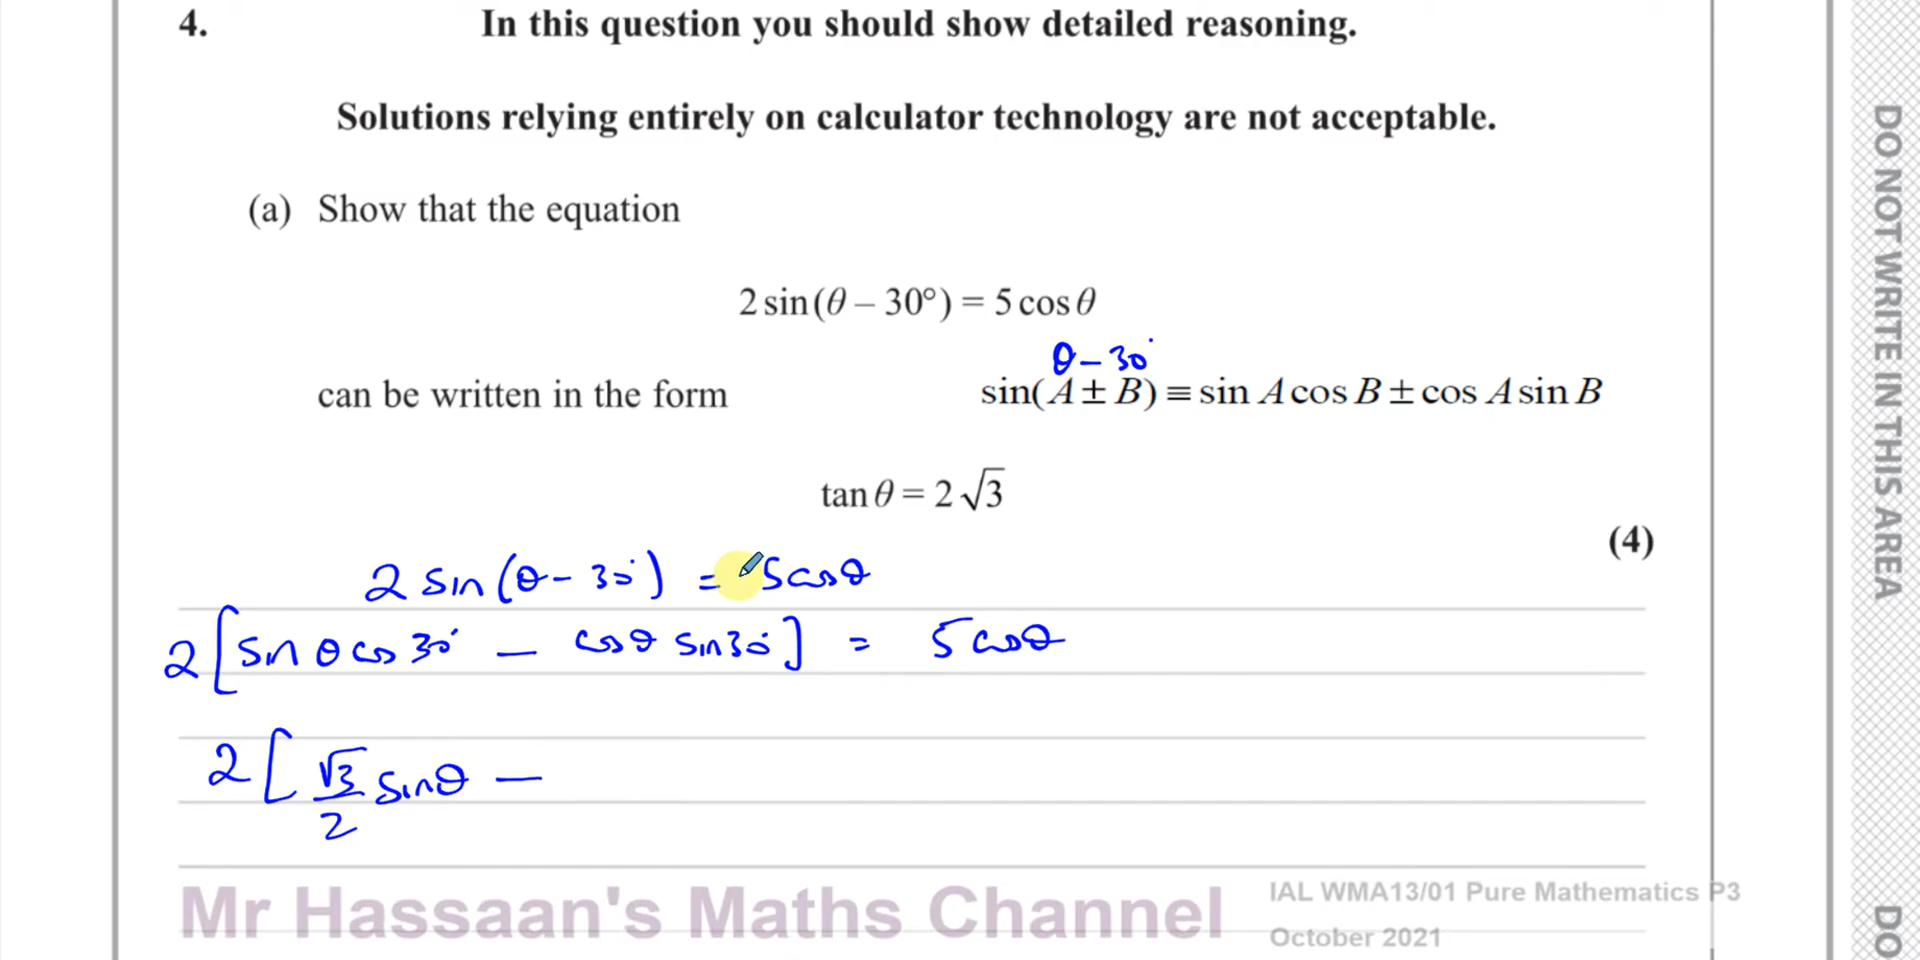 4. In this question you should show detailed reasoning.
Solutions relying entirely on calculator technology are not acceptable.
(a) Show that the equation
2 sin(θ – 30°) = 5 cos θ
θ – 30°
can be written in the form
sin(A ± B) ≡ sin A cos B ± cos A sin B
tan θ = 2√3
(4)
2 sin(θ – 30°) = 5cosθ
2[sin θ cos 30° – cosθ sin30°] = 5cosθ
2[√3/2 sinθ –
Mr Hassaan's Maths Channel
IAL WMA13/01 Pure Mathematics P3
October 2021
DO NOT WRITE IN THIS AREA
DO